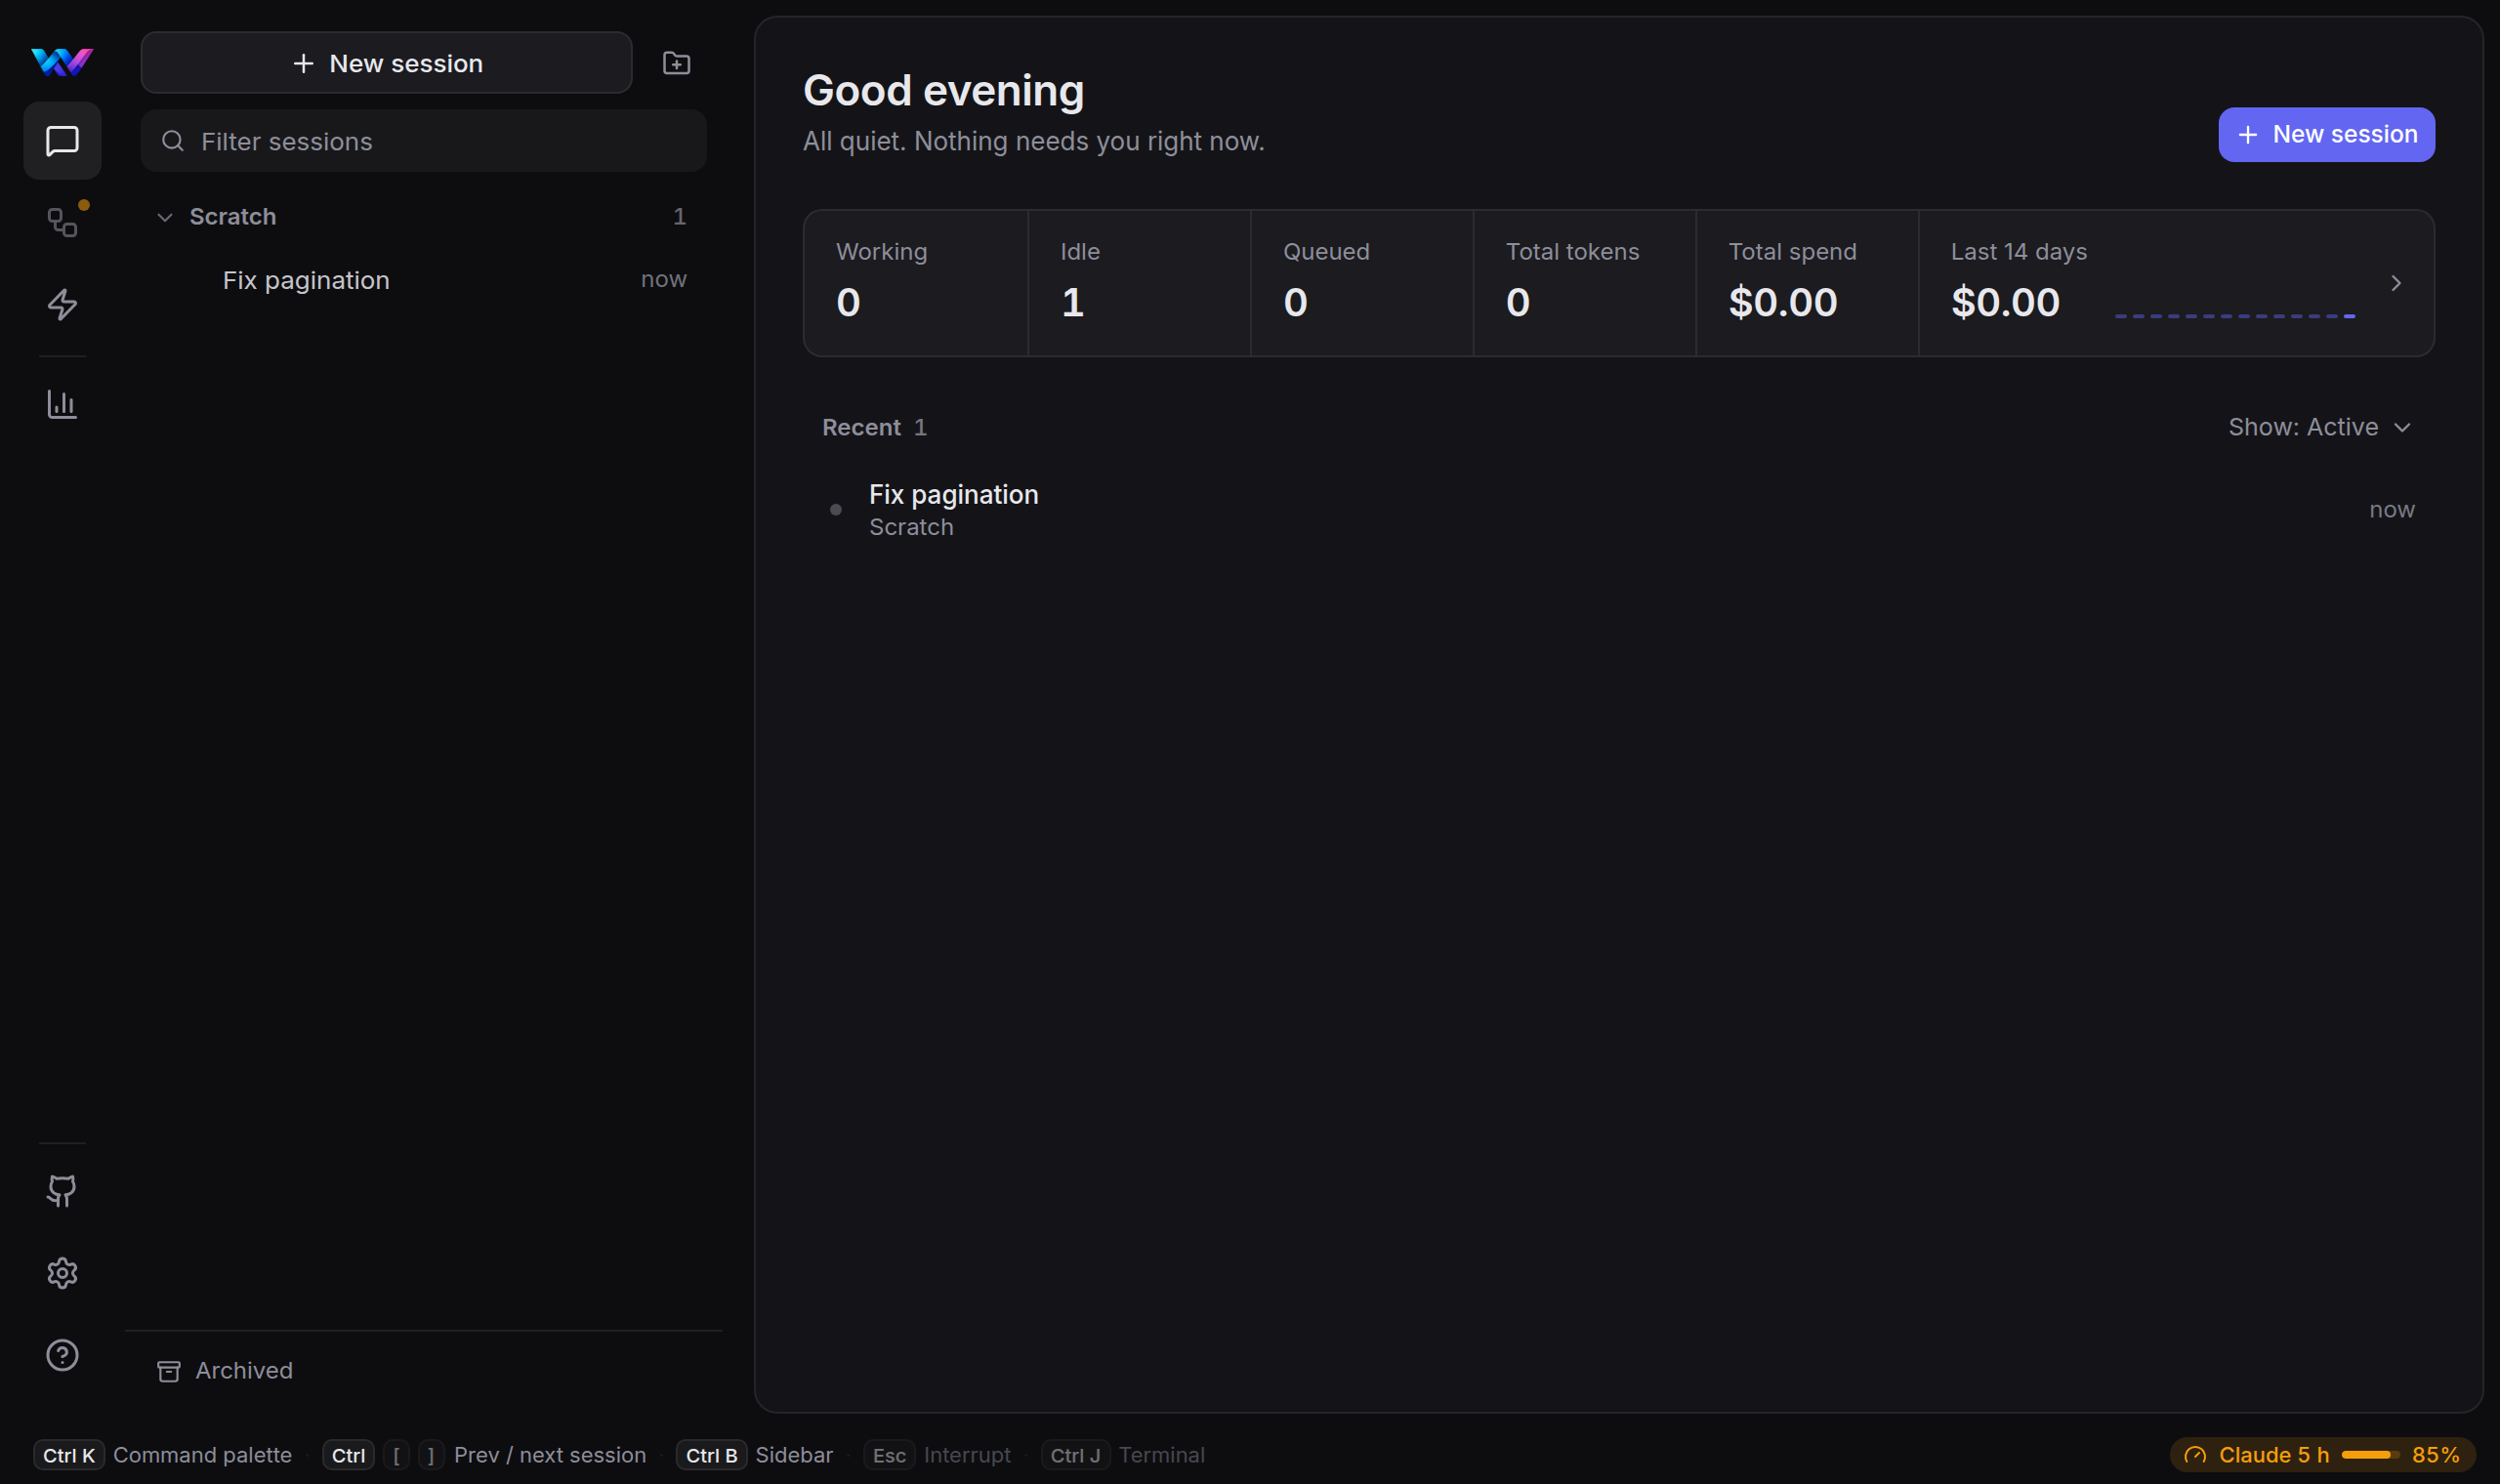 New session
Filter sessions
Scratch 1
Fix pagination now
Archived
Good evening
All quiet. Nothing needs you right now.
New session
Working
0
Idle
1
Queued
0
Total tokens
0
Total spend
$0.00
Last 14 days
$0.00
Recent 1
Show: Active
Fix pagination
Scratch
now
Ctrl K Command palette · Ctrl [ ] Prev / next session · Ctrl B Sidebar · Esc Interrupt · Ctrl J Terminal
Claude 5 h 85%